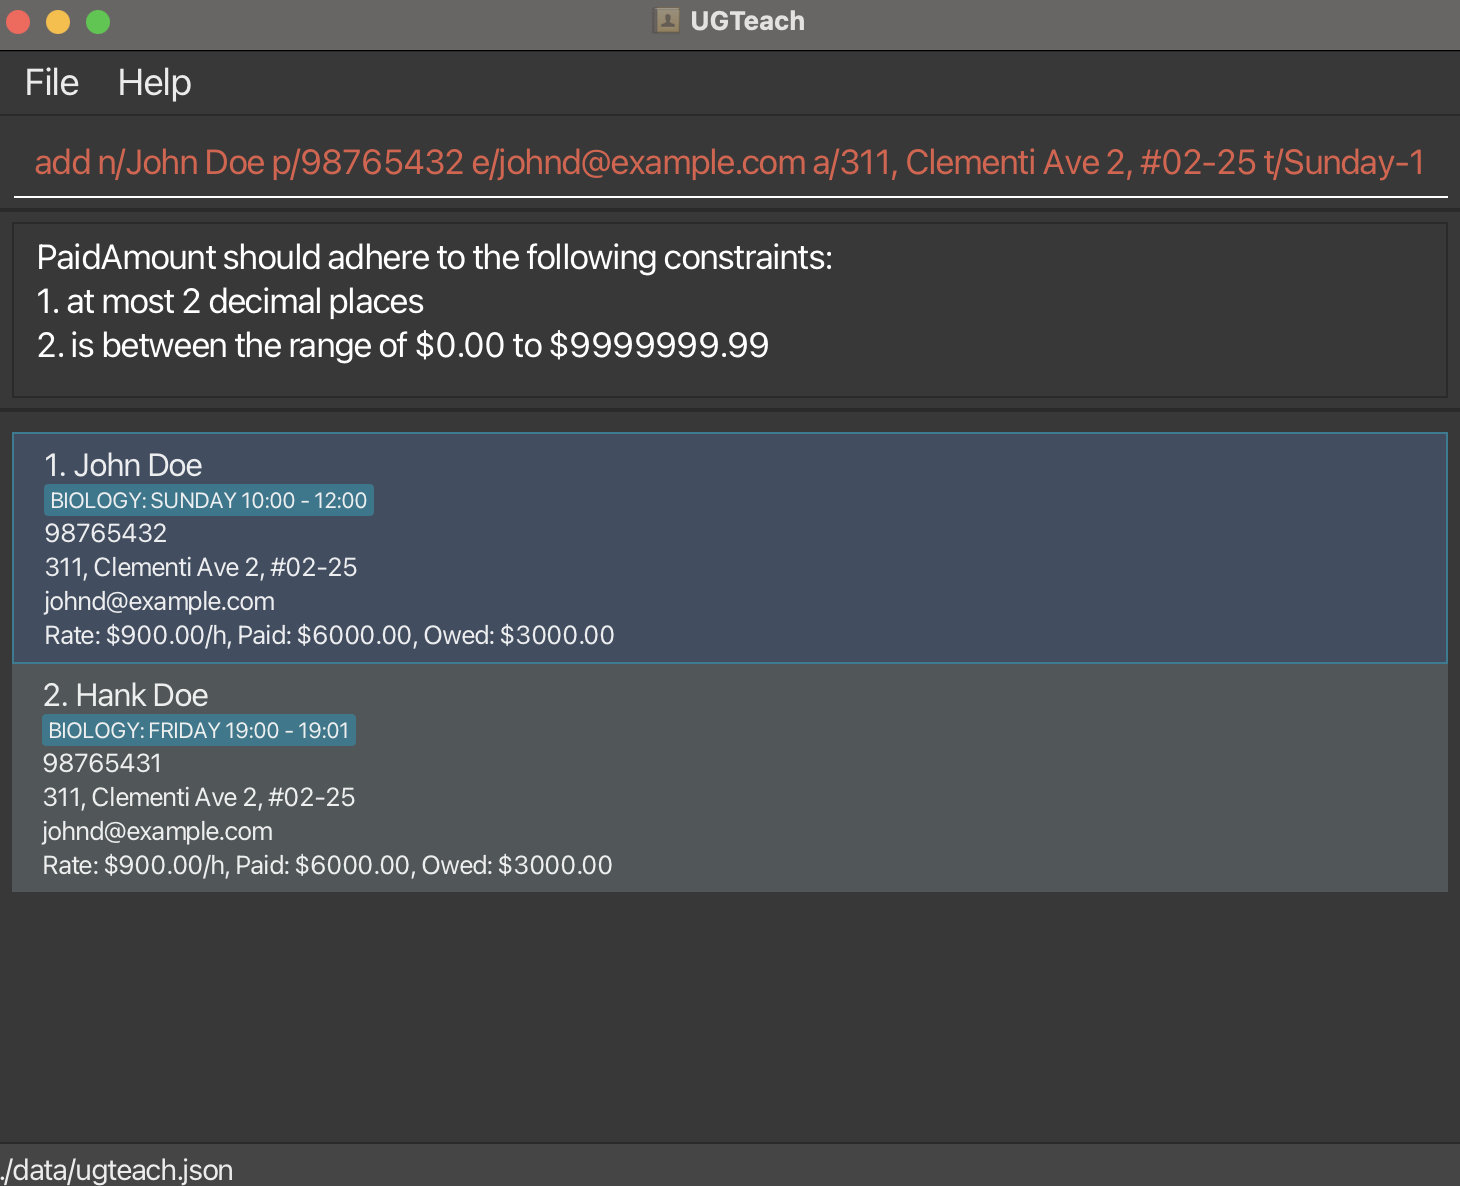 UGTeach
File Help
add n/John Doe p/98765432 e/johnd@example.com a/311, Clementi Ave 2, #02-25 t/Sunday-1
PaidAmount should adhere to the following constraints:
1. at most 2 decimal places
2. is between the range of $0.00 to $9999999.99
1. John Doe
BIOLOGY: SUNDAY 10:00 - 12:00
98765432
311, Clementi Ave 2, #02-25
johnd@example.com
Rate: $900.00/h, Paid: $6000.00, Owed: $3000.00
2. Hank Doe
BIOLOGY: FRIDAY 19:00 - 19:01
98765431
311, Clementi Ave 2, #02-25
johnd@example.com
Rate: $900.00/h, Paid: $6000.00, Owed: $3000.00
./data/ugteach.json